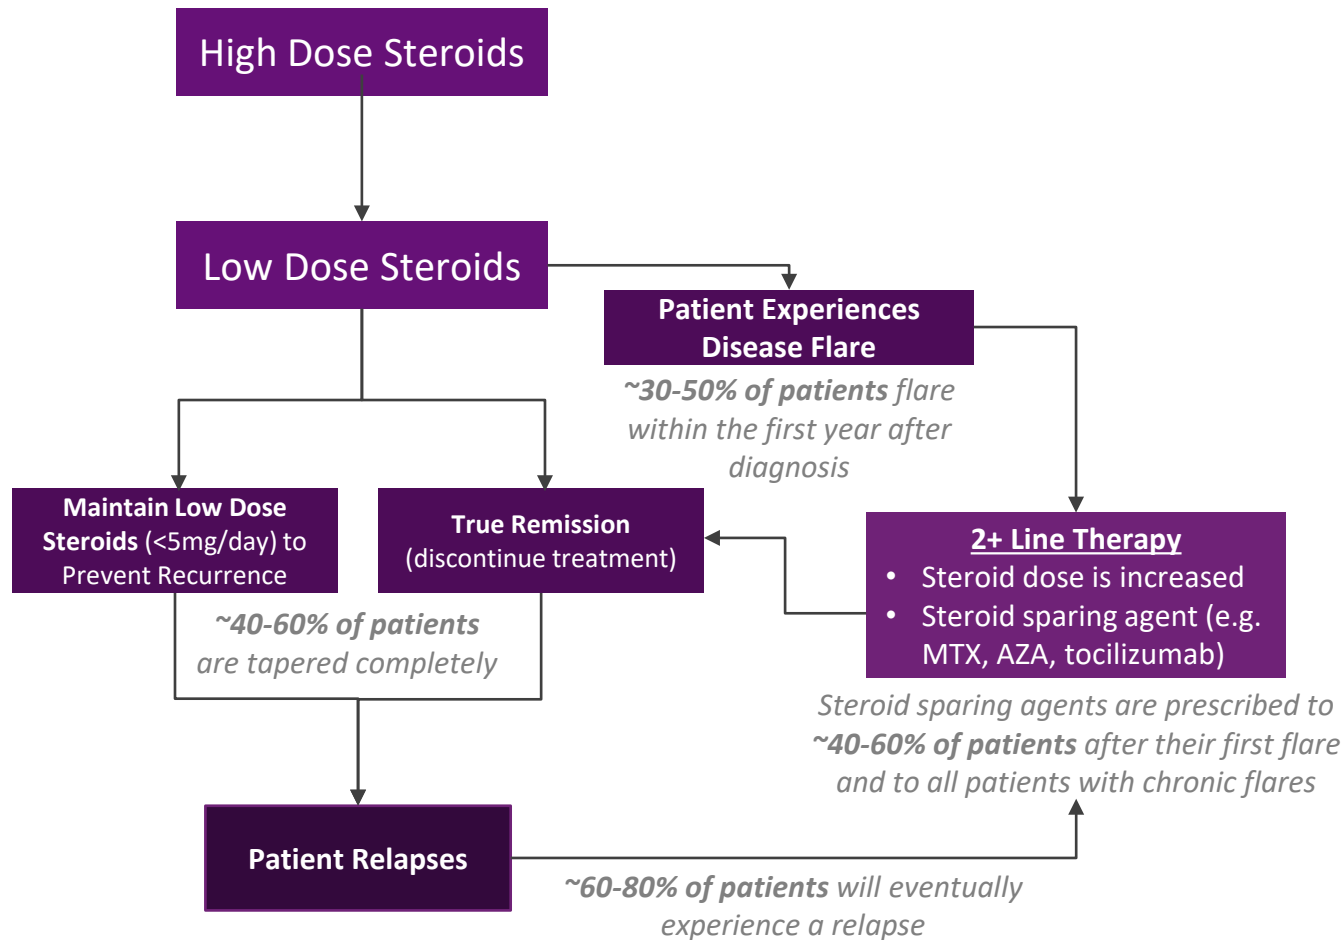 High Dose Steroids
Low Dose Steroids
Patient Experiences
Disease Flare
~30-50% of patients flare
within the first year after
diagnosis
Maintain Low Dose
Steroids (<5mg/day) to
Prevent Recurrence
True Remission
(discontinue treatment)
2+ Line Therapy
• Steroid dose is increased
• Steroid sparing agent (e.g.
MTX, AZA, tocilizumab)
~40-60% of patients
are tapered completely
Steroid sparing agents are prescribed to
~40-60% of patients after their first flare
and to all patients with chronic flares
Patient Relapses
~60-80% of patients will eventually
experience a relapse